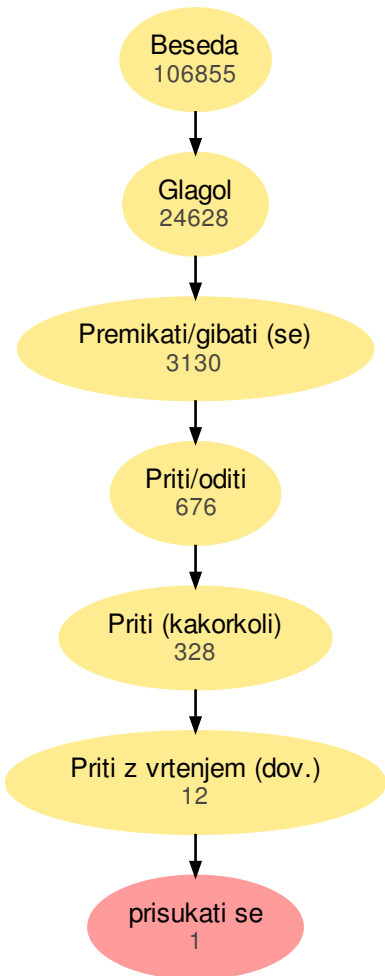 Beseda
106855
Glagol
24628
Premikati/gibati (se)
3130
Priti/oditi
676
Priti (kakorkoli)
328
Priti z vrtenjem (dov.)
12
prisukati se
1